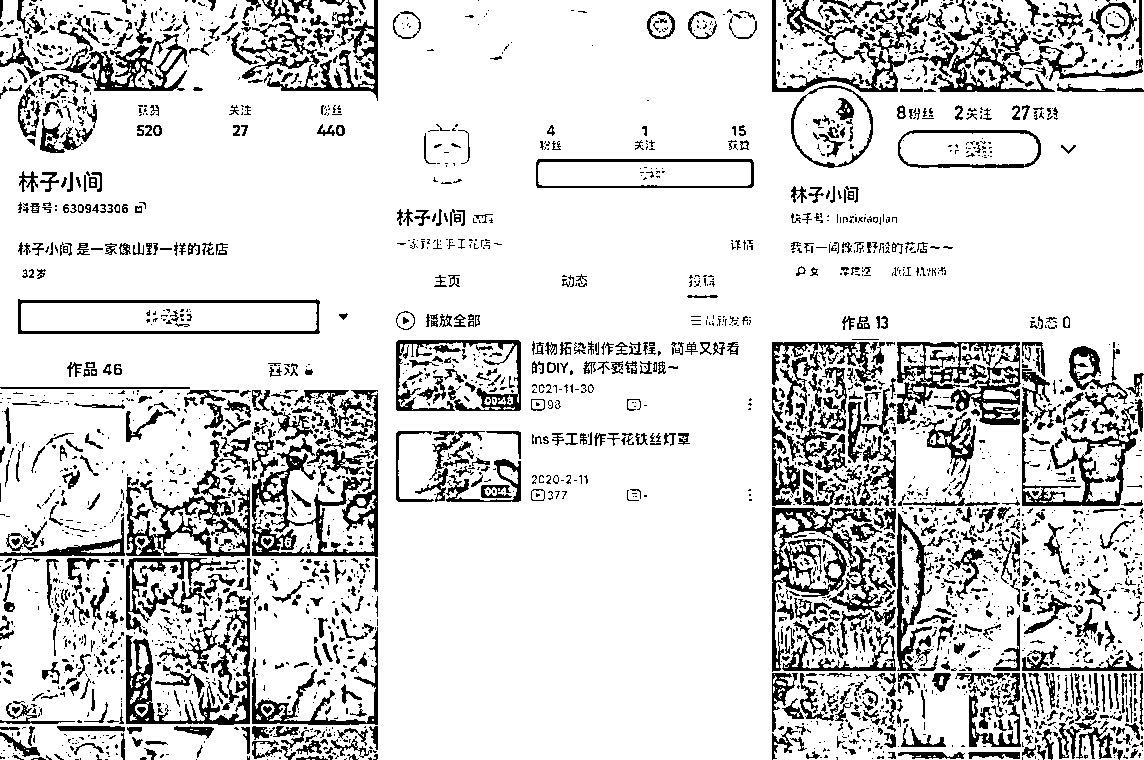 获赞 关注 粉丝
520 27 440
林子小间
抖音号：630943306
林子小间 是一家像山野一样的花店
32岁
作品 46 喜欢
4 1 15
粉丝 关注 获赞
林子小间
一家野生手工花店~
详情
主页 动态 投稿
播放全部 最新发布
植物拓染制作全过程，简单又好看
的DIY，都不要错过哦~
2021-11-30
98 -
Ins手工制作干花铁丝灯罩
2020-2-11
377 -
8粉丝 2关注 27获赞
林子小间
快手号：linzixiaojian
我有一间像原野般的花店~~
女 摩羯座 浙江 杭州市
作品 13 动态 0